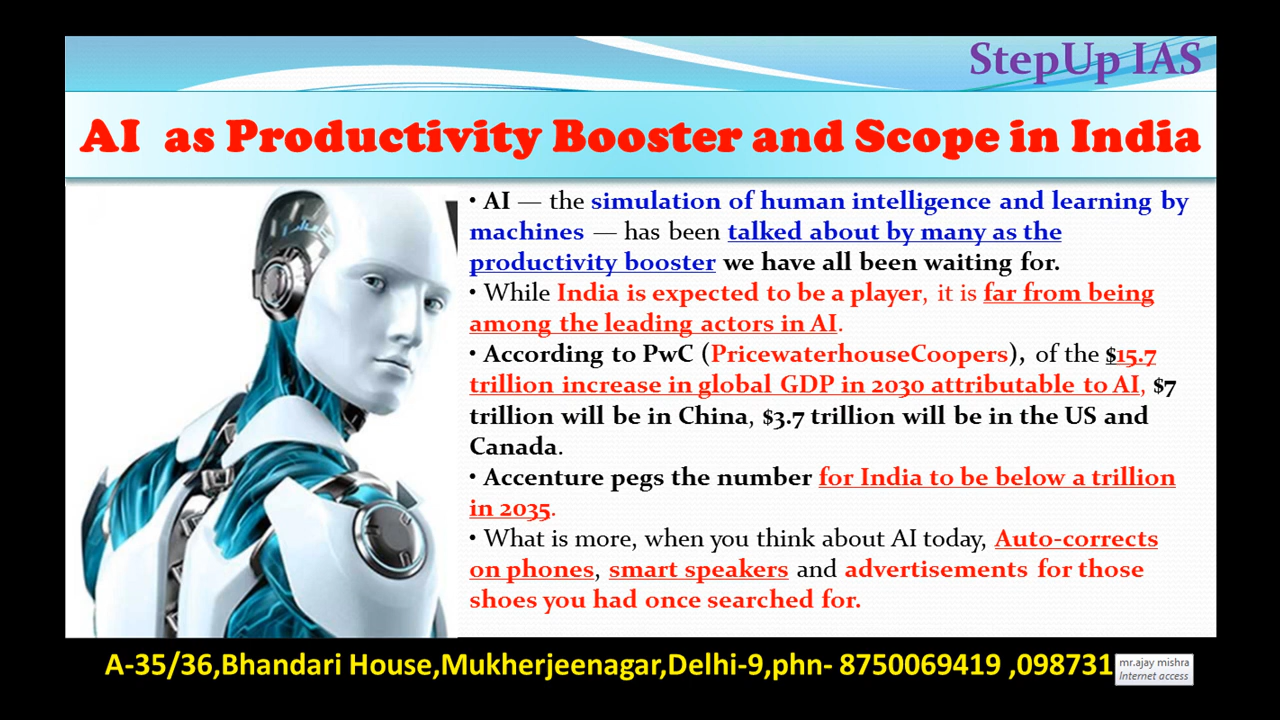 StepUp IAS
AI as Productivity Booster and Scope in India
• AI — the simulation of human intelligence and learning by
machines — has been talked about by many as the
productivity booster we have all been waiting for.
• While India is expected to be a player, it is far from being
among the leading actors in AI.
• According to PwC (PricewaterhouseCoopers), of the $15.7
trillion increase in global GDP in 2030 attributable to AI, $7
trillion will be in China, $3.7 trillion will be in the US and
Canada.
• Accenture pegs the number for India to be below a trillion
in 2035.
• What is more, when you think about AI today, Auto-corrects
on phones, smart speakers and advertisements for those
shoes you had once searched for.
A-35/36,Bhandari House,Mukherjeenagar,Delhi-9,phn- 8750069419 ,098731
mr.ajay mishra
Internet access